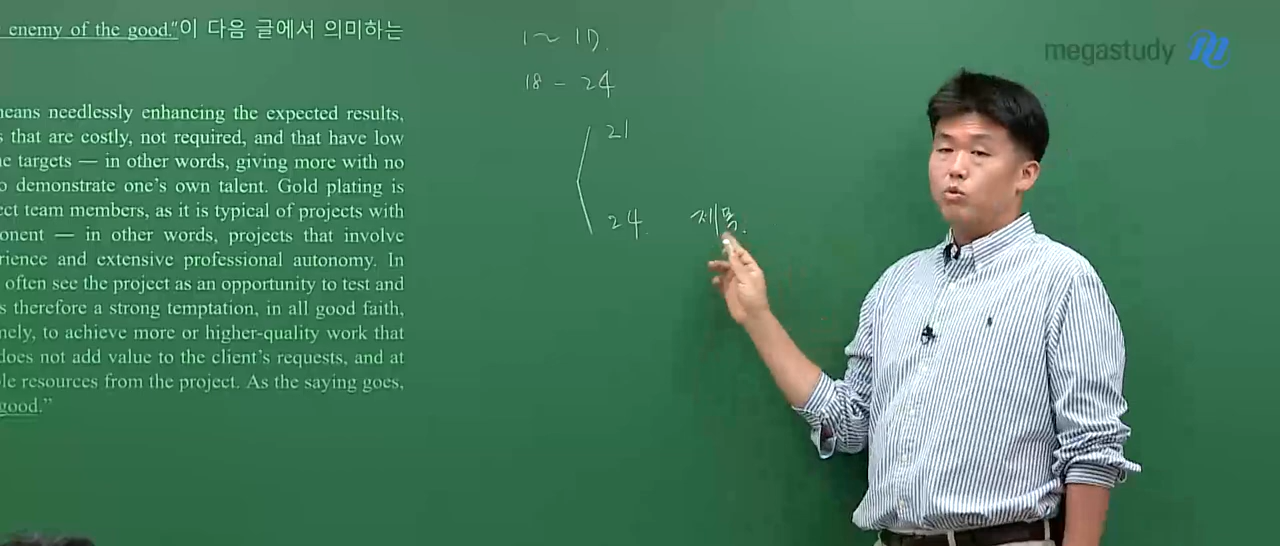 enemy of the good."이 다음 글에서 의미하는
means needlessly enhancing the expected results,
s that are costly, not required, and that have low
e targets — in other words, giving more with no
o demonstrate one's own talent. Gold plating is
ect team members, as it is typical of projects with
onent — in other words, projects that involve
rience and extensive professional autonomy. In
often see the project as an opportunity to test and
s therefore a strong temptation, in all good faith,
nely, to achieve more or higher-quality work that
does not add value to the client's requests, and at
le resources from the project. As the saying goes,
good."
1~17.
18-24
21
24. 제목.
megastudy